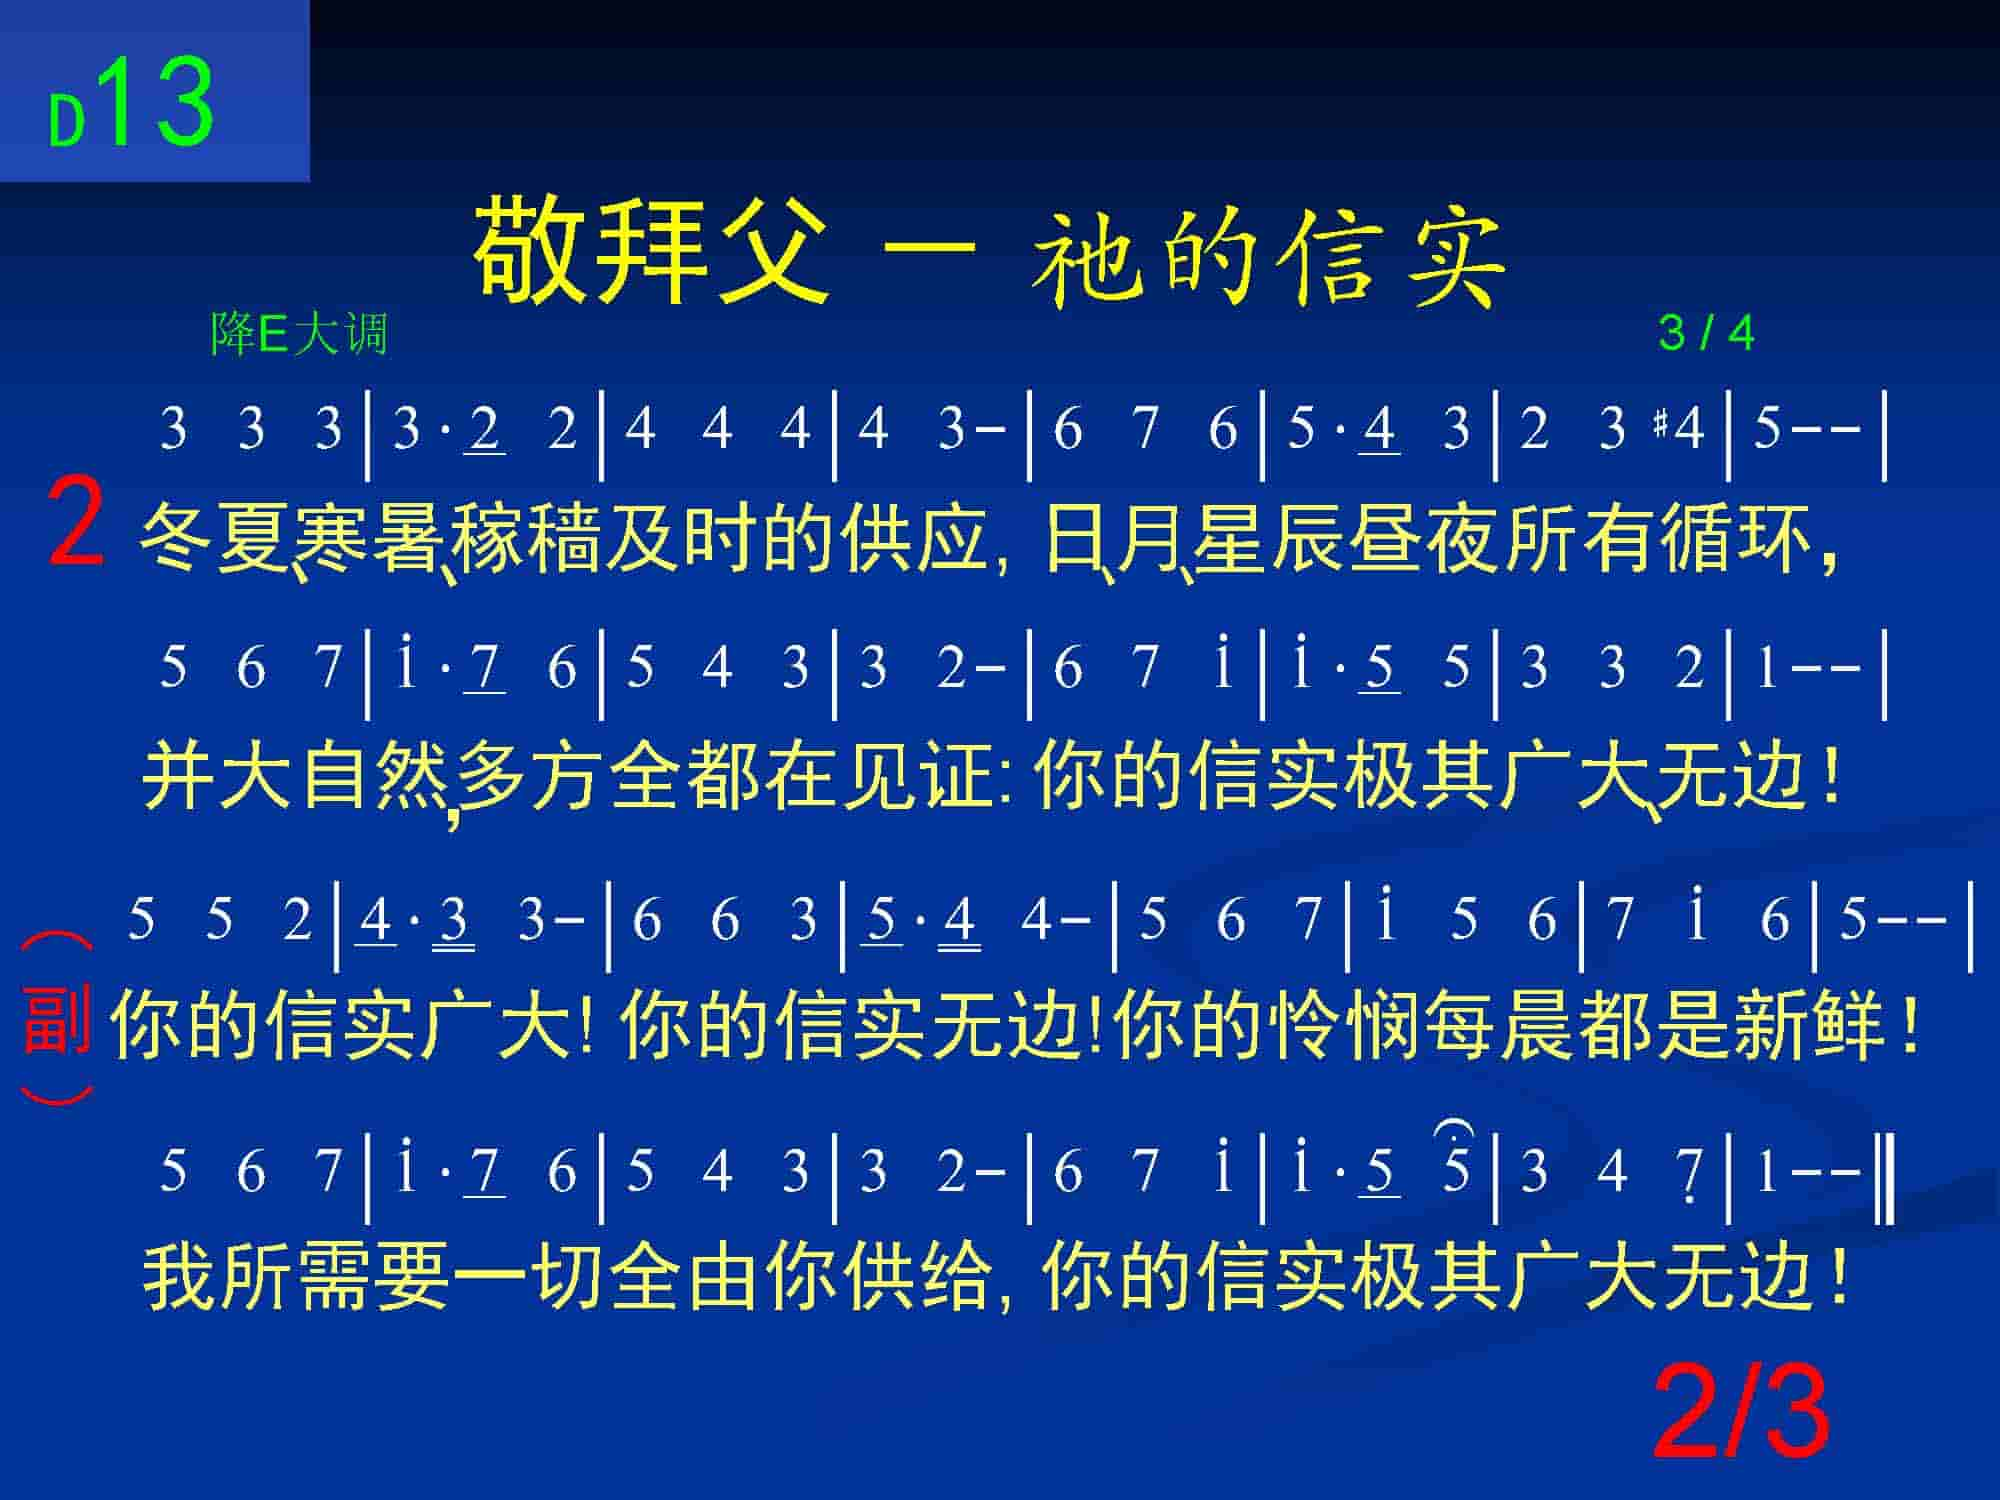 D13
敬拜父 － 祂的信实
降E大调 3 / 4
3 3 3 | 3 · 2 2 | 4 4 4 | 4 3 – | 6 7 6 | 5 · 4 3 | 2 3 #4 | 5 – – |
2 冬夏、寒暑、稼穑及时的供应, 日、月、星辰昼夜所有循环，
5 6 7 | i · 7 6 | 5 4 3 | 3 2 – | 6 7 i | i · 5 5 | 3 3 2 | 1 – – |
并大自然,多方全都在见证: 你的信实极其广大、无边！
5 5 2 | 4 · 3 3 – | 6 6 3 | 5 · 4 4 – | 5 6 7 | i 5 6 | 7 i 6 | 5 – – |
（副） 你的信实广大! 你的信实无边!你的怜悯每晨都是新鲜！
5 6 7 | i · 7 6 | 5 4 3 | 3 2 – | 6 7 i | i · 5 5 | 3 4 7̣ | 1 – – ‖
我所需要一切全由你供给, 你的信实极其广大无边！
2/3